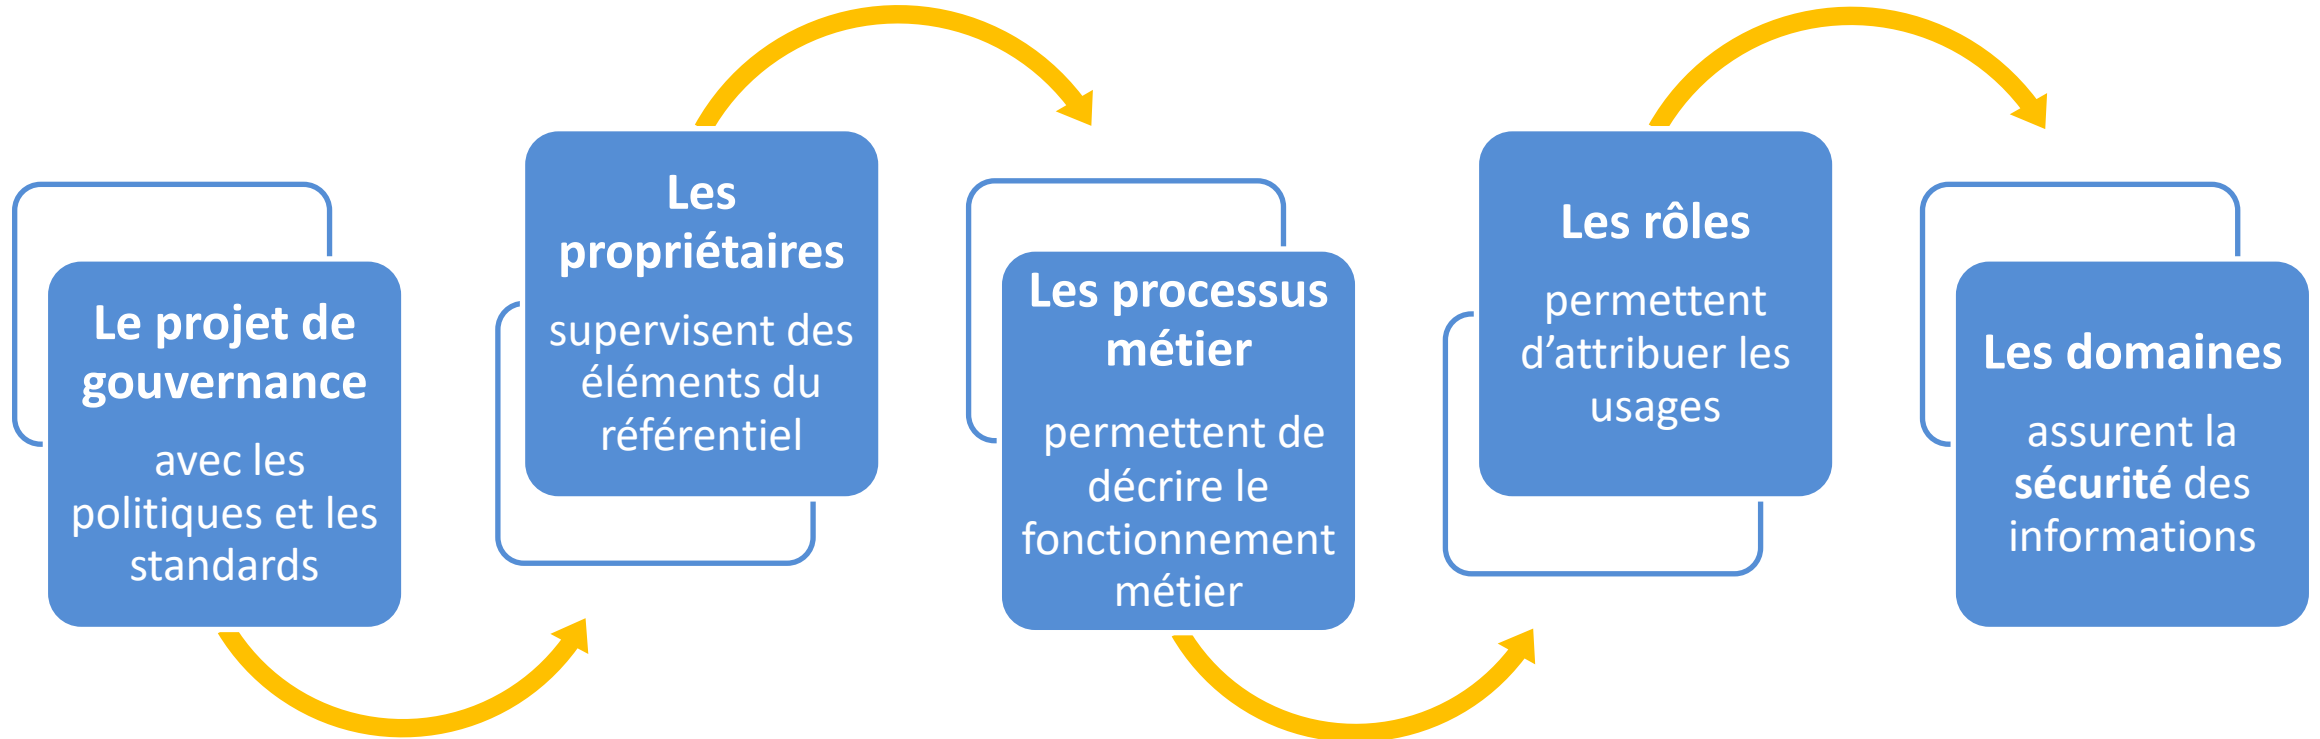 Le projet de
gouvernance
avec les
politiques et les
standards
Les
propriétaires
supervisent des
éléments du
référentiel
Les processus
métier
permettent de
décrire le
fonctionnement
métier
Les rôles
permettent
d’attribuer les
usages
Les domaines
assurent la
sécurité des
informations